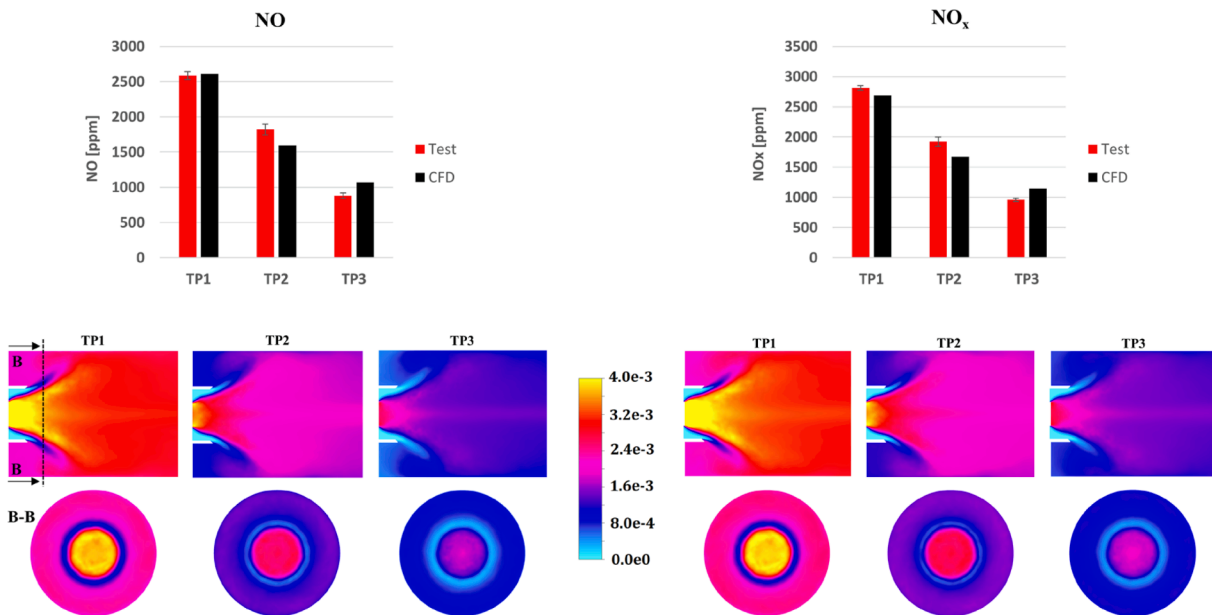 NO
3000
2500
2000
1500
1000
500
0
NO [ppm]
TP1 TP2 TP3
Test
CFD
NOx
3500
3000
2500
2000
1500
1000
500
0
NOx [ppm]
TP1 TP2 TP3
Test
CFD
TP1 TP2 TP3
B
B
B-B
4.0e-3
3.2e-3
2.4e-3
1.6e-3
8.0e-4
0.0e0
TP1 TP2 TP3